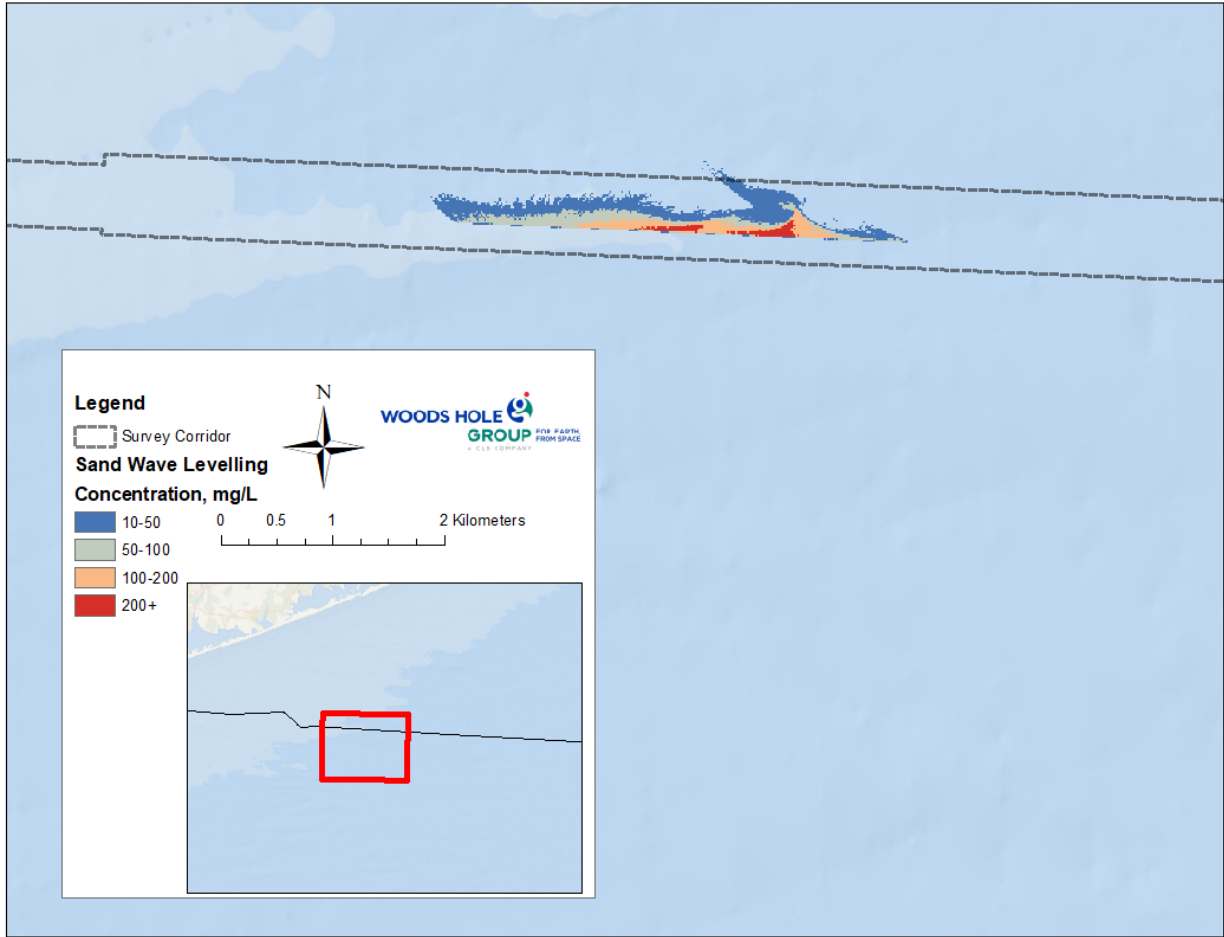 Legend
N
WOODS HOLE
GROUP FOR EARTH, FROM SPACE
A CLS COMPANY
Survey Corridor
Sand Wave Levelling
Concentration, mg/L
10-50
50-100
100-200
200+
0 0.5 1 2 Kilometers